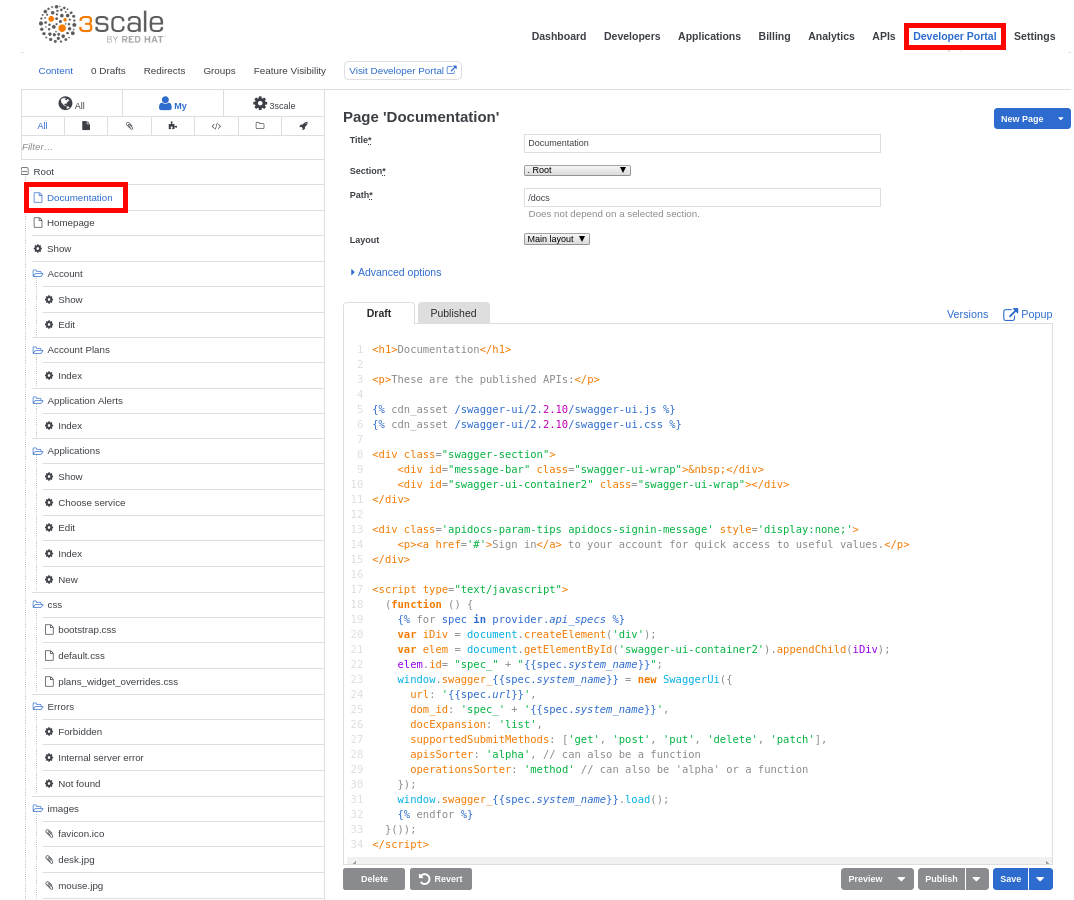 3scale
BY RED HAT
Dashboard Developers Applications Billing Analytics APIs Developer Portal Settings
Content 0 Drafts Redirects Groups Feature Visibility Visit Developer Portal
All My 3scale
All
Filter…
Root
Documentation
Homepage
Show
Account
Show
Edit
Account Plans
Index
Application Alerts
Index
Applications
Show
Choose service
Edit
Index
New
css
bootstrap.css
default.css
plans_widget_overrides.css
Errors
Forbidden
Internal server error
Not found
images
favicon.ico
desk.jpg
mouse.jpg
Page 'Documentation'
New Page
Title* Documentation
Section* . Root
Path* /docs
Does not depend on a selected section.
Layout Main layout
Advanced options
Draft Published Versions Popup
1 <h1>Documentation</h1>
2
3 <p>These are the published APIs:</p>
4
5 {% cdn_asset /swagger-ui/2.2.10/swagger-ui.js %}
6 {% cdn_asset /swagger-ui/2.2.10/swagger-ui.css %}
7
8 <div class="swagger-section">
9 <div id="message-bar" class="swagger-ui-wrap">&nbsp;</div>
10 <div id="swagger-ui-container2" class="swagger-ui-wrap"></div>
11 </div>
12
13 <div class='apidocs-param-tips apidocs-signin-message' style='display:none;'>
14 <p><a href='#'>Sign in</a> to your account for quick access to useful values.</p>
15 </div>
16
17 <script type="text/javascript">
18 (function () {
19 {% for spec in provider.api_specs %}
20 var iDiv = document.createElement('div');
21 var elem = document.getElementById('swagger-ui-container2').appendChild(iDiv);
22 elem.id= "spec_" + "{{spec.system_name}}";
23 window.swagger_{{spec.system_name}} = new SwaggerUi({
24 url: '{{spec.url}}',
25 dom_id: 'spec_' + '{{spec.system_name}}',
26 docExpansion: 'list',
27 supportedSubmitMethods: ['get', 'post', 'put', 'delete', 'patch'],
28 apisSorter: 'alpha', // can also be a function
29 operationsSorter: 'method' // can also be 'alpha' or a function
30 });
31 window.swagger_{{spec.system_name}}.load();
32 {% endfor %}
33 }());
34 </script>
Delete Revert Preview Publish Save